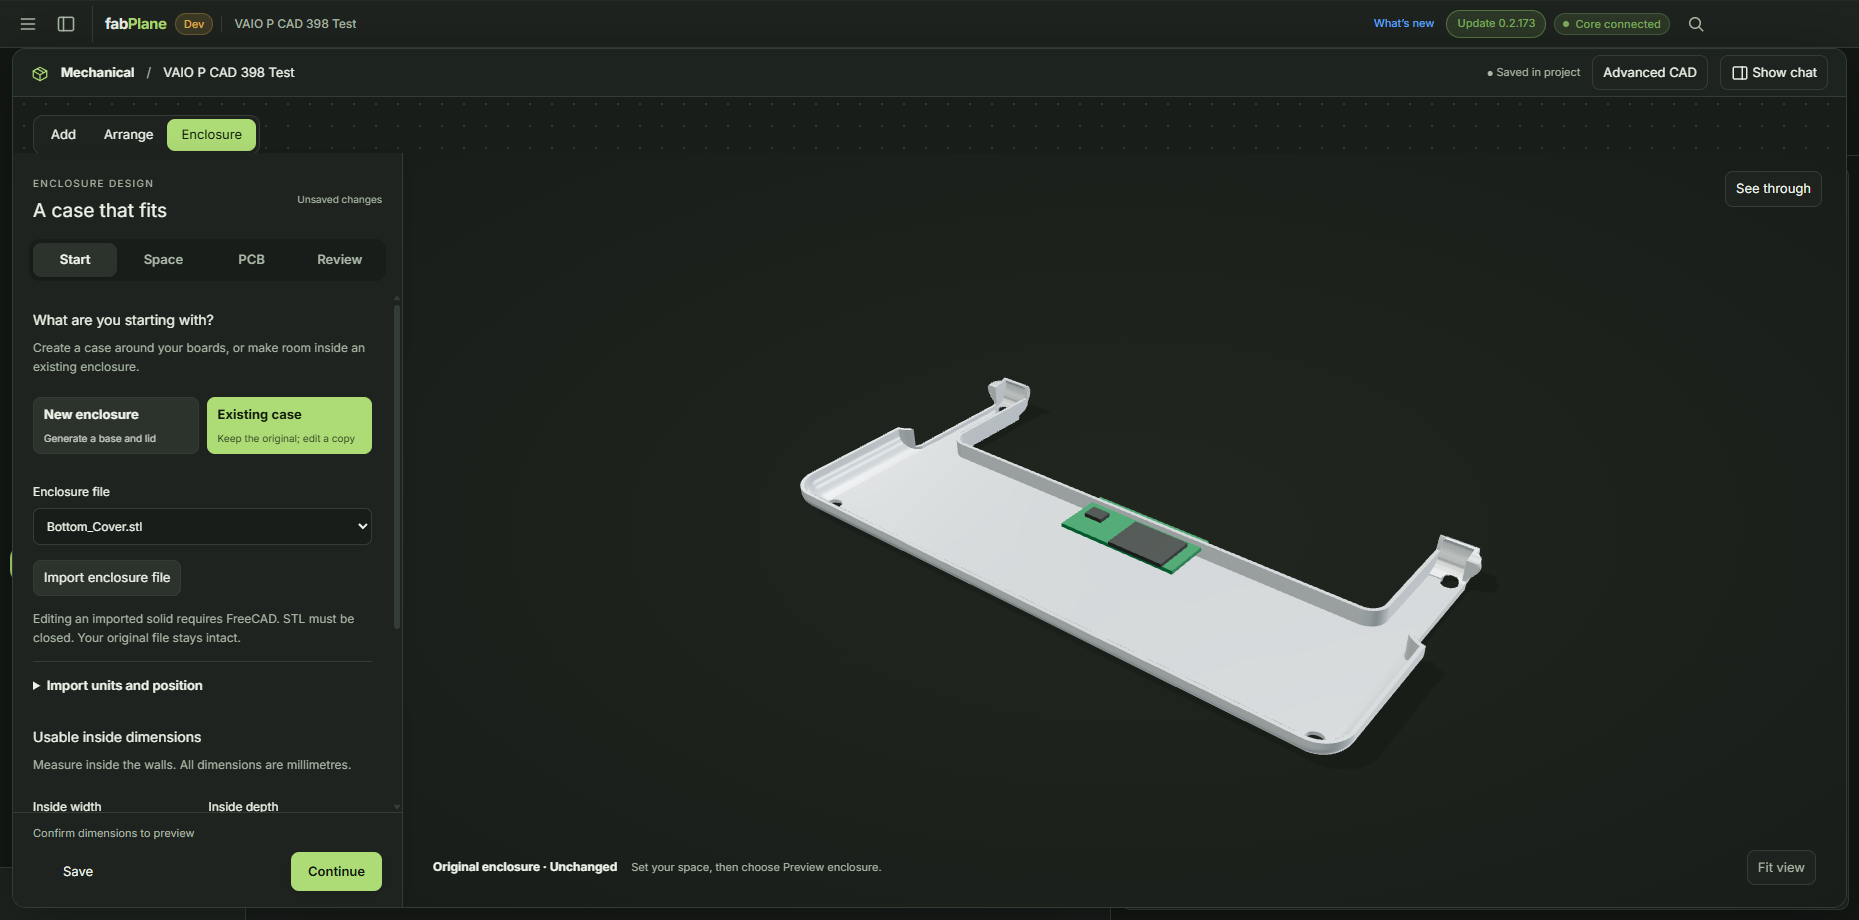 fabPlane
Dev
VAIO P CAD 398 Test
What's new
Update 0.2.173
Core connected
Mechanical / VAIO P CAD 398 Test
Saved in project
Advanced CAD
Show chat
Add
Arrange
Enclosure
ENCLOSURE DESIGN
A case that fits
Unsaved changes
See through
Start
Space
PCB
Review
What are you starting with?
Create a case around your boards, or make room inside an
existing enclosure.
New enclosure
Generate a base and lid
Existing case
Keep the original; edit a copy
Enclosure file
Bottom_Cover.stl
Import enclosure file
Editing an imported solid requires FreeCAD. STL must be
closed. Your original file stays intact.
Import units and position
Usable inside dimensions
Measure inside the walls. All dimensions are millimetres.
Inside width
Inside depth
Confirm dimensions to preview
Save
Continue
Original enclosure · Unchanged
Set your space, then choose Preview enclosure.
Fit view